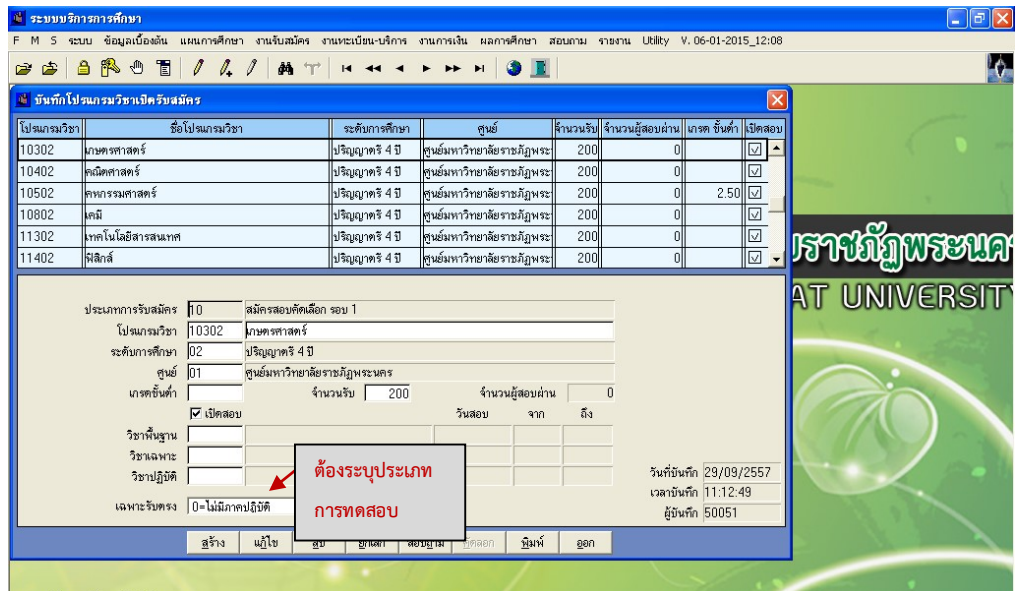 ระบบบริการการศึกษา
F M S ระบบ ข้อมูลเบื้องต้น แผนการศึกษา งานรับสมัคร งานทะเบียน-บริการ งานการเงิน ผลการศึกษา สอบถาม รายงาน Utility V. 06-01-2015_12:08
บันทึกโปรแกรมวิชาเปิดรับสมัคร
โปรแกรมวิชา ชื่อโปรแกรมวิชา ระดับการศึกษา ศูนย์ จำนวนรับ จำนวนผู้สอบผ่าน เกรด ขั้นต่ำ เปิดสอบ
10302 เกษตรศาสตร์ ปริญญาตรี 4 ปี ศูนย์มหาวิทยาลัยราชภัฏพระ 200 0
10402 คณิตศาสตร์ ปริญญาตรี 4 ปี ศูนย์มหาวิทยาลัยราชภัฏพระ 200 0
10502 คหกรรมศาสตร์ ปริญญาตรี 4 ปี ศูนย์มหาวิทยาลัยราชภัฏพระ 200 0 2.50
10802 เคมี ปริญญาตรี 4 ปี ศูนย์มหาวิทยาลัยราชภัฏพระ 200 0
11302 เทคโนโลยีสารสนเทศ ปริญญาตรี 4 ปี ศูนย์มหาวิทยาลัยราชภัฏพระ 200 0
11402 ฟิสิกส์ ปริญญาตรี 4 ปี ศูนย์มหาวิทยาลัยราชภัฏพระ 200 0
ราชภัฏพระนคร
AT UNIVERSITY
ประเภทการรับสมัคร 10 สมัครสอบคัดเลือก รอบ 1
โปรแกรมวิชา 10302 เกษตรศาสตร์
ระดับการศึกษา 02 ปริญญาตรี 4 ปี
ศูนย์ 01 ศูนย์มหาวิทยาลัยราชภัฏพระนคร
เกรดขั้นต่ำ จำนวนรับ 200 จำนวนผู้สอบผ่าน 0
เปิดสอบ วันสอบ จาก ถึง
วิชาพื้นฐาน
วิชาเฉพาะ
วิชาปฏิบัติ
เฉพาะรับตรง 0=ไม่มีภาคปฏิบัติ
ต้องระบุประเภท
การทดสอบ
วันที่บันทึก 29/09/2557
เวลาบันทึก 11:12:49
ผู้บันทึก 50051
สร้าง แก้ไข ลบ ยกเลิก สอบถาม คัดลอก พิมพ์ ออก